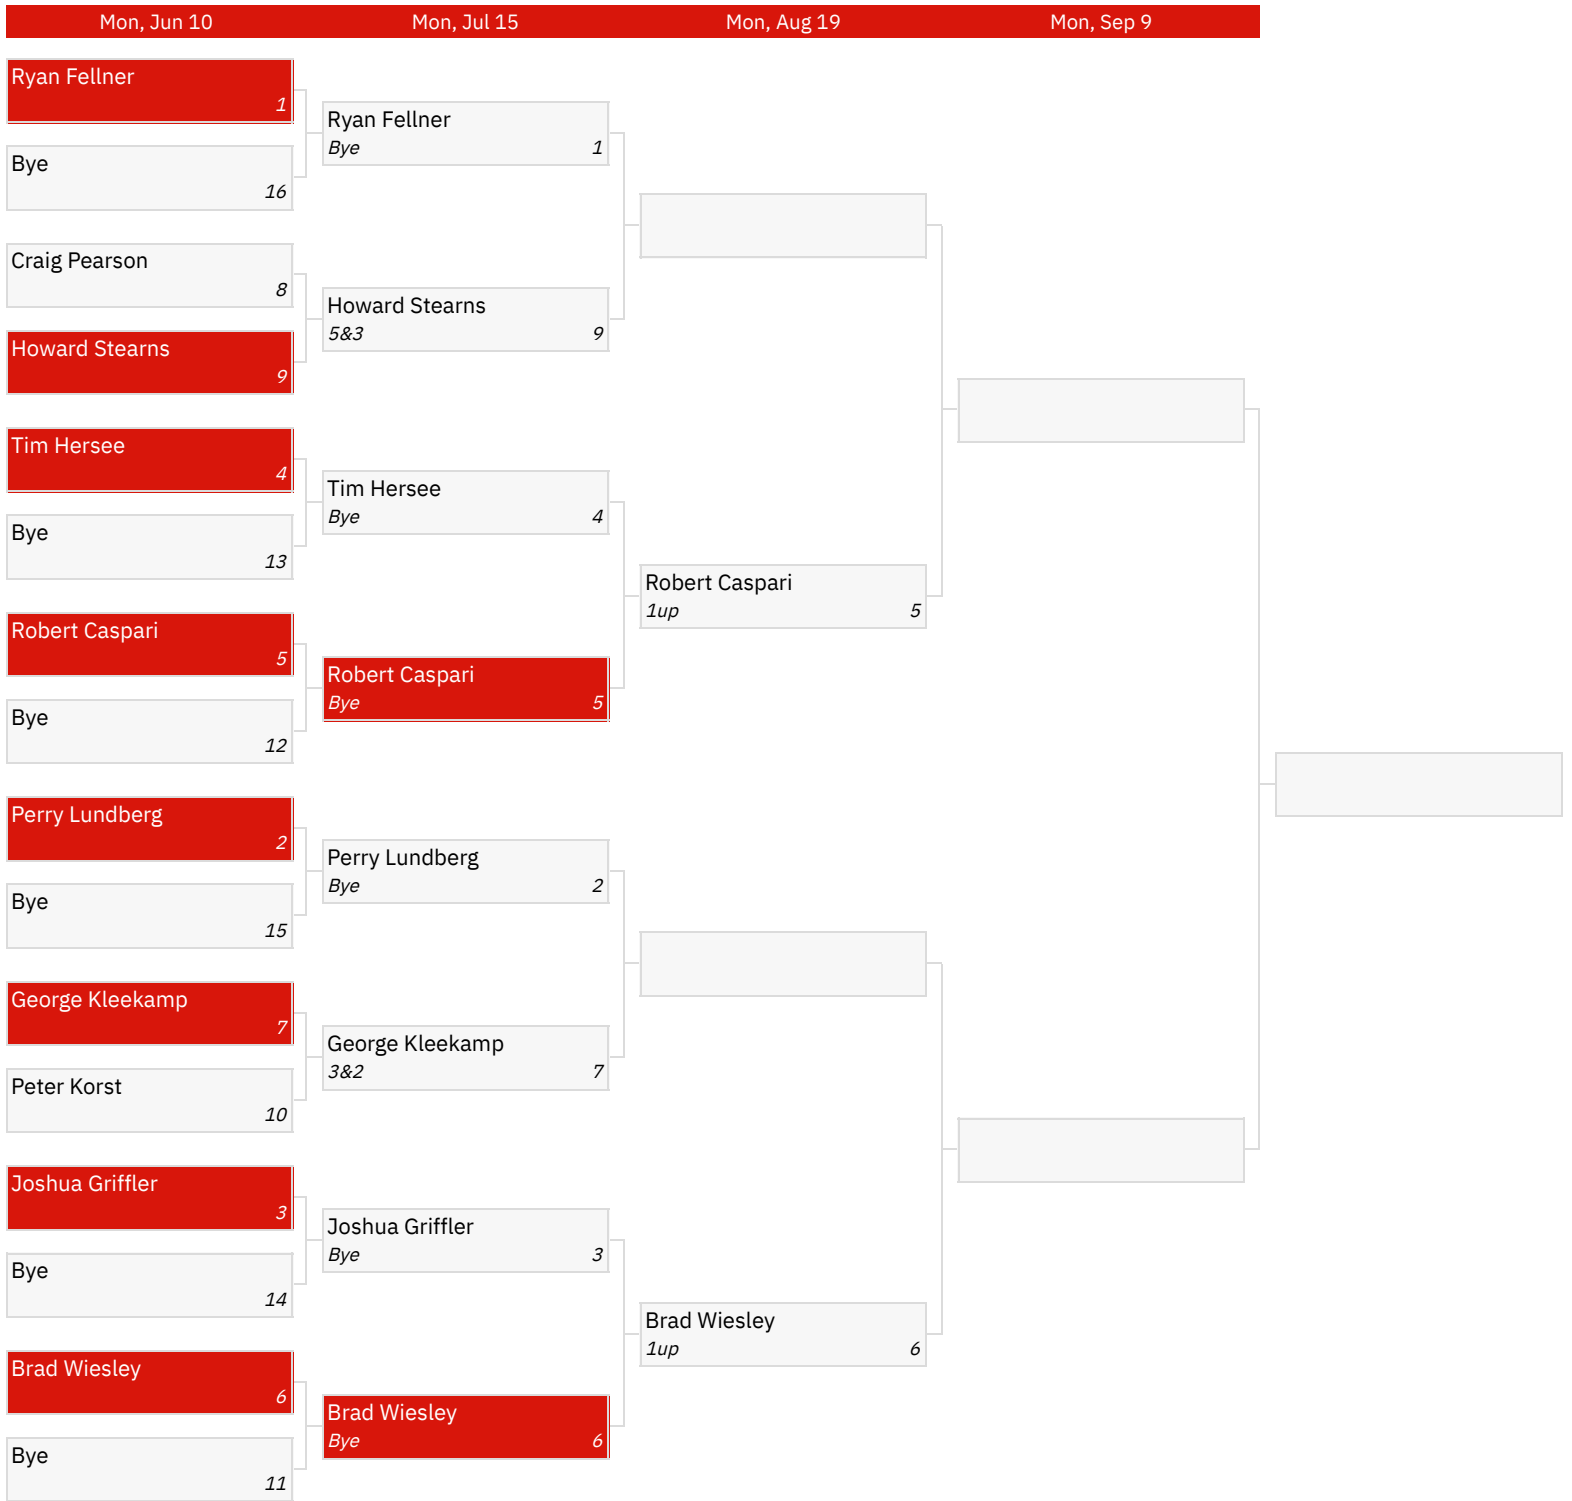 Mon, Jun 10
Mon, Jul 15
Mon, Aug 19
Mon, Sep 9
Ryan Fellner
1
Bye
16
Craig Pearson
8
Howard Stearns
9
Tim Hersee
4
Bye
13
Robert Caspari
5
Bye
12
Perry Lundberg
2
Bye
15
George Kleekamp
7
Peter Korst
10
Joshua Griffler
3
Bye
14
Brad Wiesley
6
Bye
11
Ryan Fellner
Bye 1
Howard Stearns
5&3 9
Tim Hersee
Bye 4
Robert Caspari
Bye 5
Perry Lundberg
Bye 2
George Kleekamp
3&2 7
Joshua Griffler
Bye 3
Brad Wiesley
Bye 6
Robert Caspari
1up 5
Brad Wiesley
1up 6